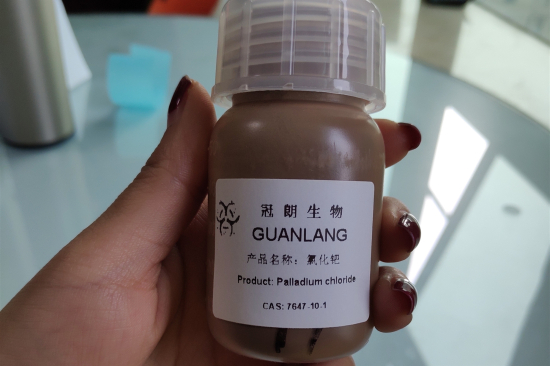 冠朗生物
GUANLANG
产品名称: 氯化钯
Product: Palladium chloride
CAS: 7647-10-1